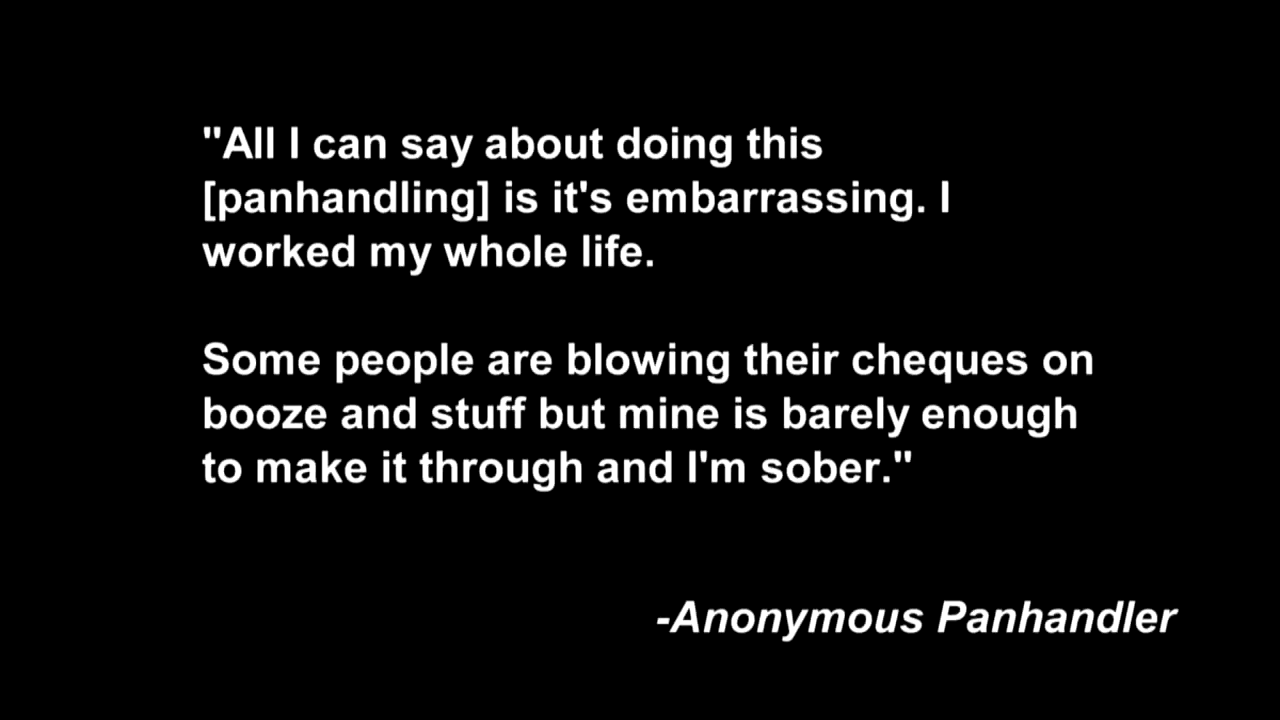 "All I can say about doing this
[panhandling] is it's embarrassing. I
worked my whole life.
Some people are blowing their cheques on
booze and stuff but mine is barely enough
to make it through and I'm sober."
-Anonymous Panhandler